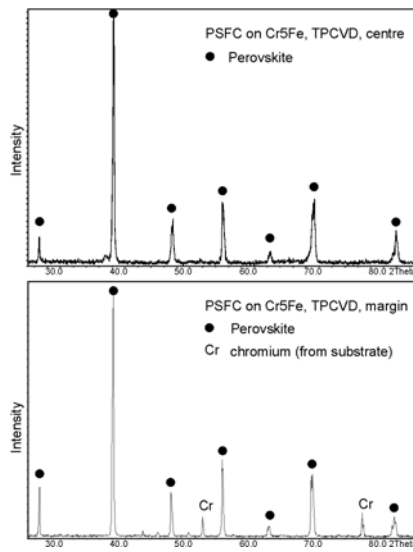 PSFC on Cr5Fe, TPCVD, centre
Perovskite
Intensity
30.0 40.0 50.0 60.0 70.0 80.0 2Thet
PSFC on Cr5Fe, TPCVD, margin
Perovskite
Cr chromium (from substrate)
Intensity
Cr
Cr
30.0 40.0 50.0 60.0 70.0 80.0 2Thet